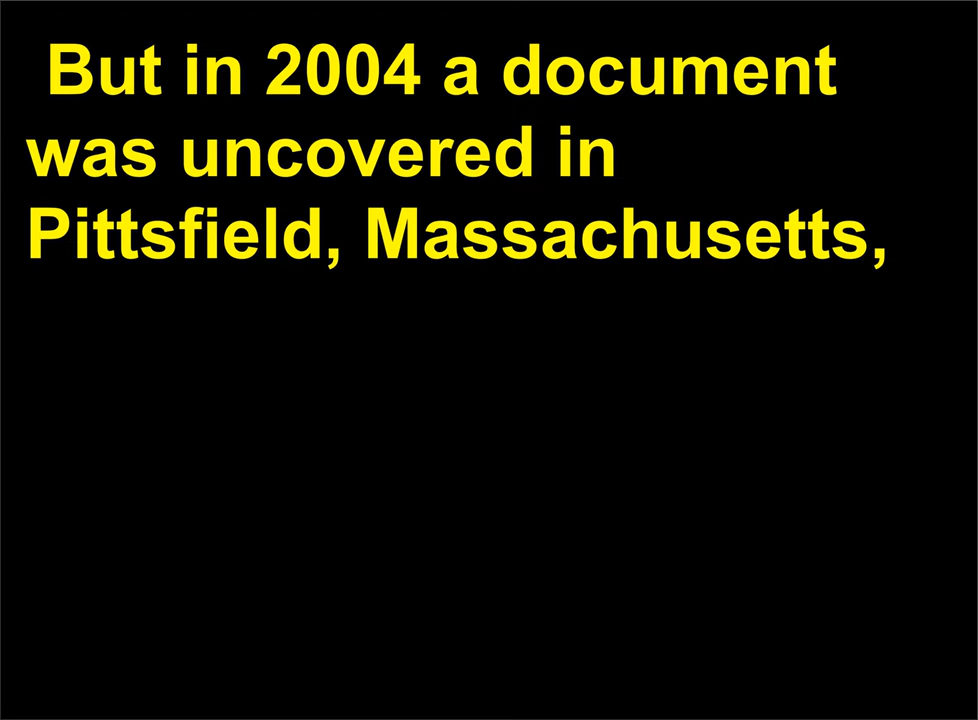 But in 2004 a document
was uncovered in
Pittsfield, Massachusetts,